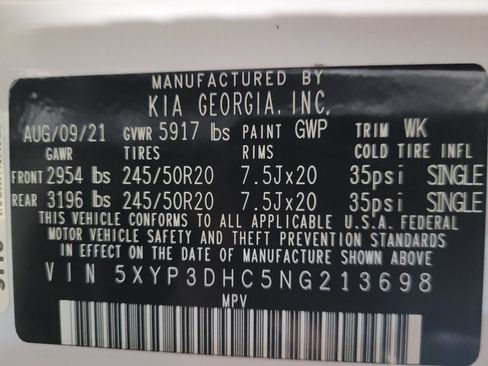 MANUFACTURED BY
KIA GEORGIA, INC.
AUG/09/21 GVWR 5917 lbs PAINT GWP TRIM WK
GAWR TIRES RIMS COLD TIRE INFL
FRONT 2954 lbs 245/50R20 7.5Jx20 35psi SINGLE
REAR 3196 lbs 245/50R20 7.5Jx20 35psi SINGLE
THIS VEHICLE CONFORMS TO ALL APPLICABLE U.S.A. FEDERAL
MOTOR VEHICLE SAFETY AND THEFT PREVENTION STANDARDS
IN EFFECT ON THE DATE OF MANUFACTURE SHOWN ABOVE
VIN 5XYP3DHC5NG213698
MPV